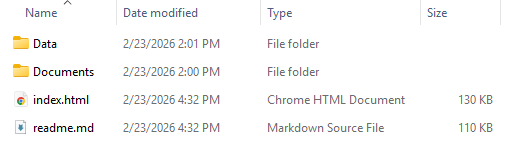 Name Date modified Type Size
Data 2/23/2026 2:01 PM File folder
Documents 2/23/2026 2:00 PM File folder
index.html 2/23/2026 4:32 PM Chrome HTML Document 130 KB
readme.md 2/23/2026 4:32 PM Markdown Source File 110 KB